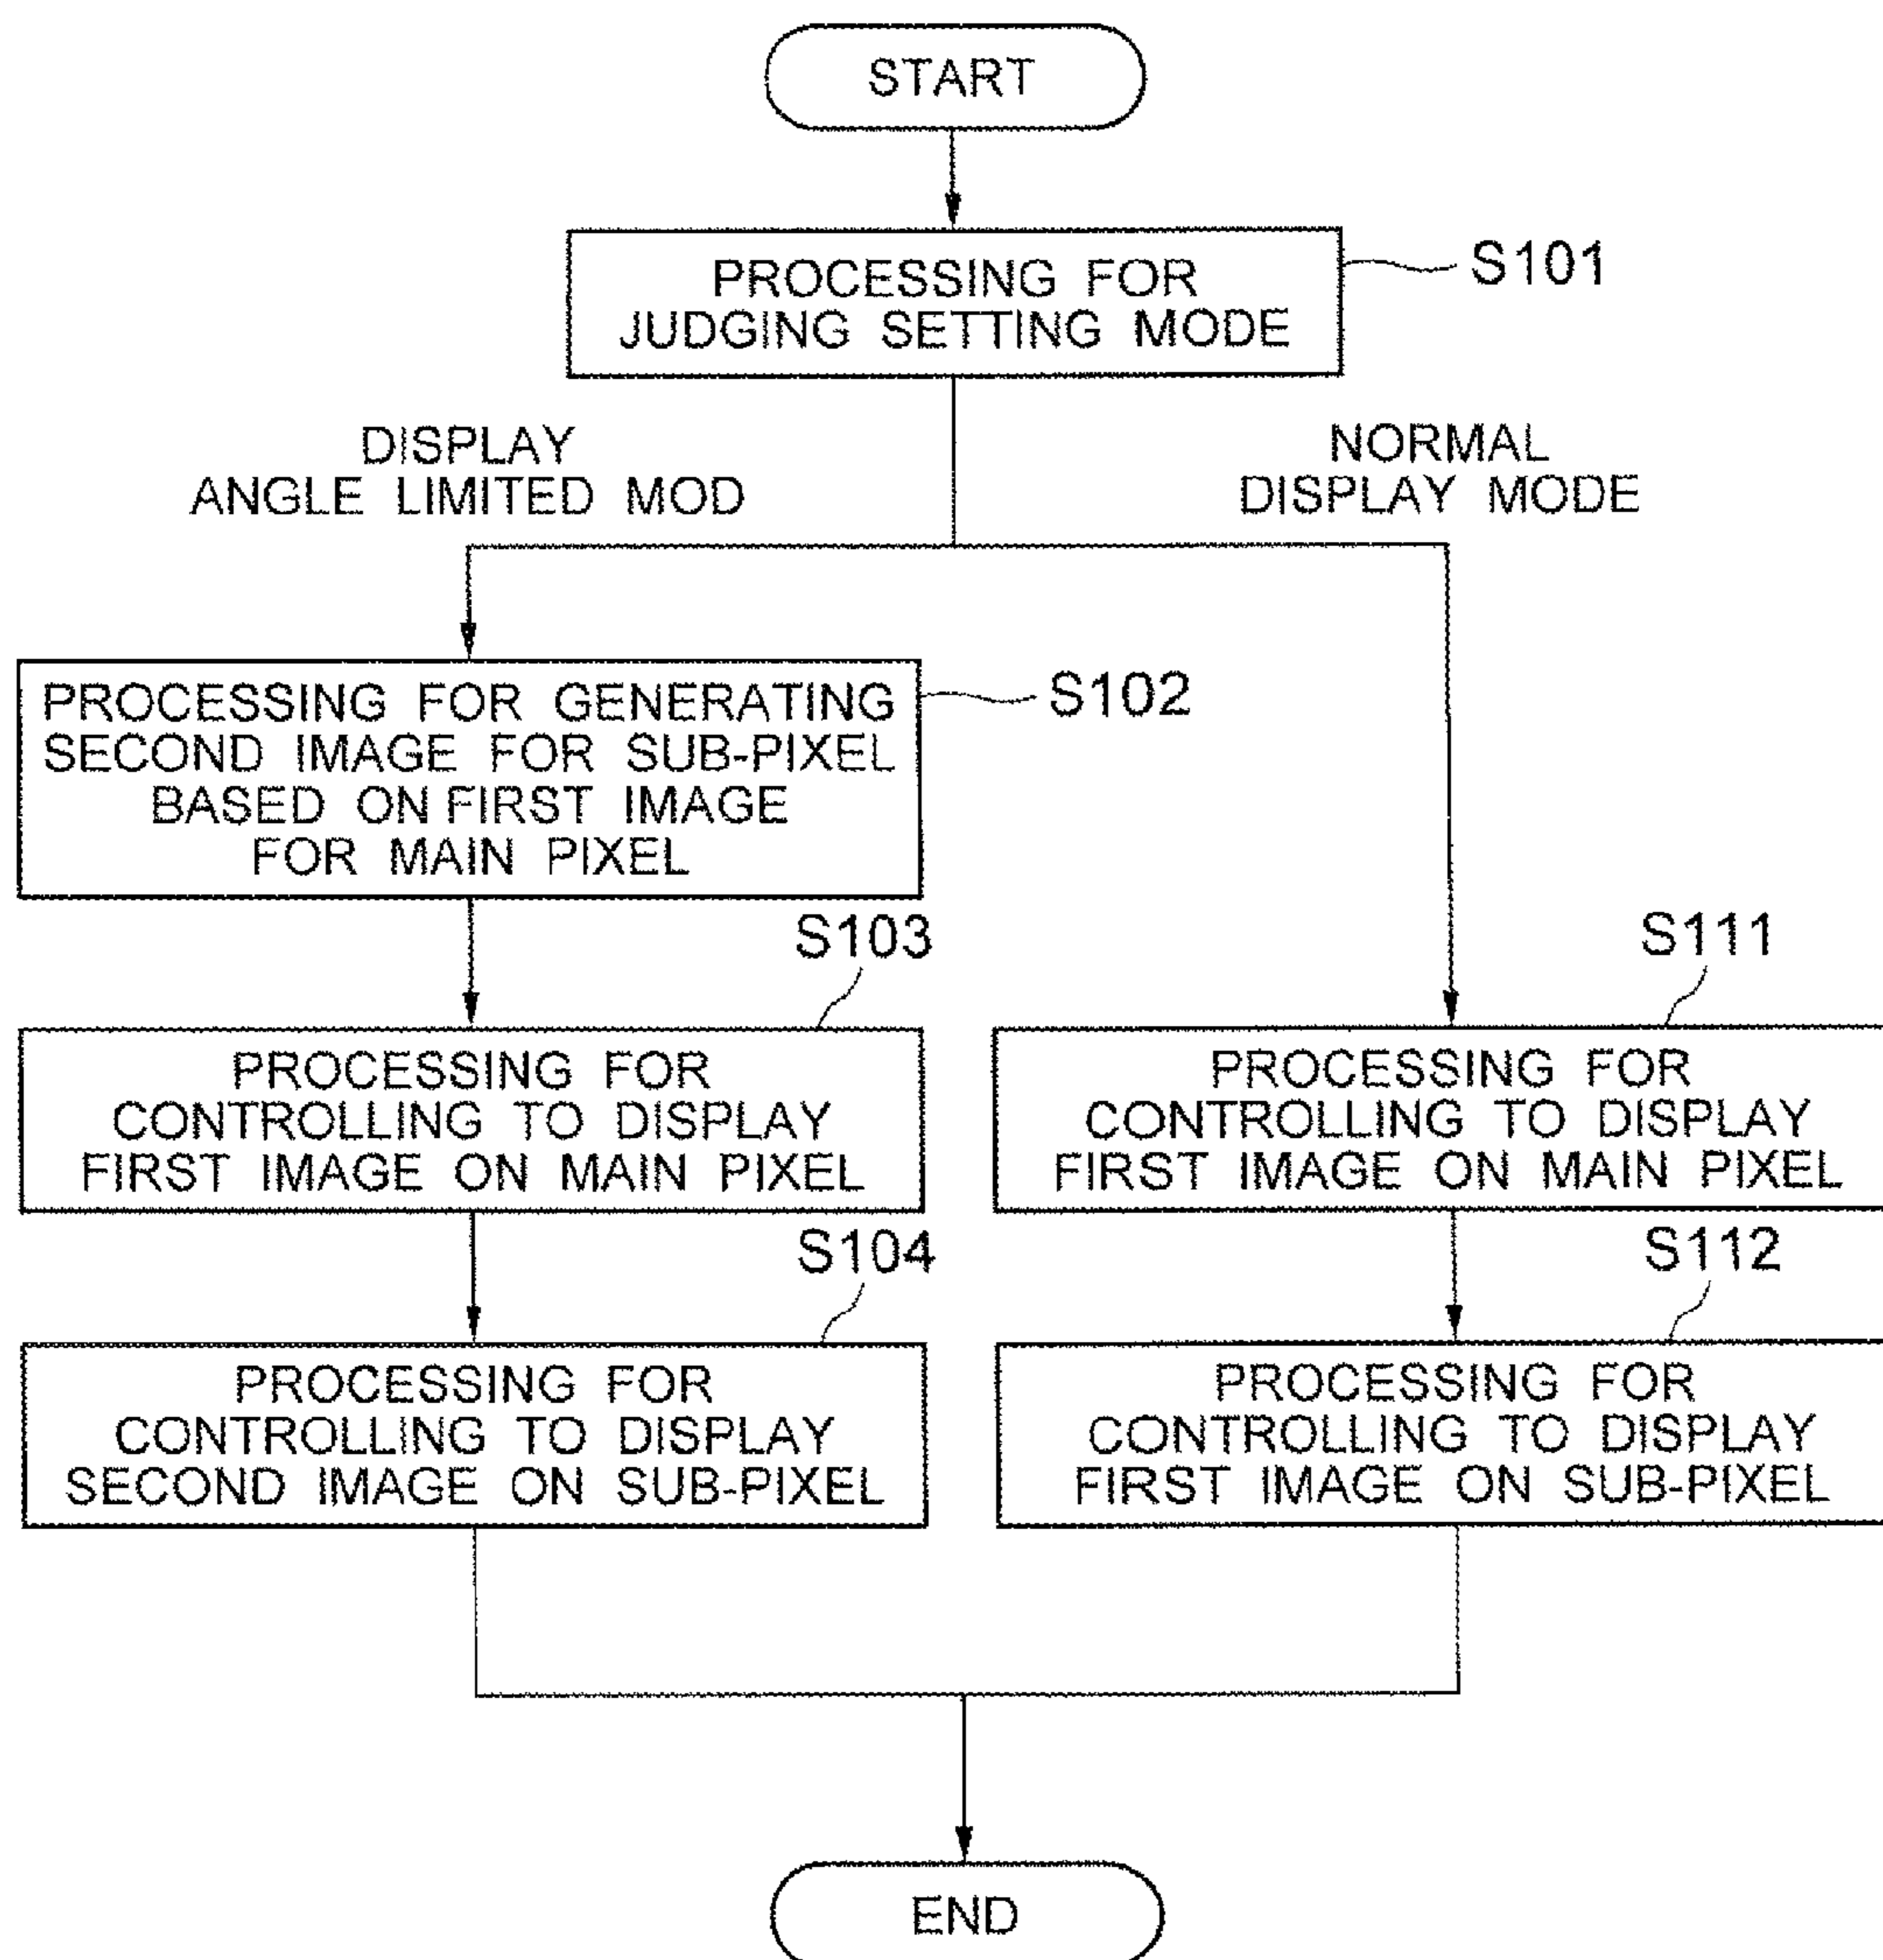 START
PROCESSING FOR
JUDGING SETTING MODE
S101
DISPLAY
ANGLE LIMITED MOD
NORMAL
DISPLAY MODE
PROCESSING FOR GENERATING
SECOND IMAGE FOR SUB-PIXEL
BASED ON FIRST IMAGE
FOR MAIN PIXEL
S102
S103
PROCESSING FOR
CONTROLLING TO DISPLAY
FIRST IMAGE ON MAIN PIXEL
S104
PROCESSING FOR
CONTROLLING TO DISPLAY
SECOND IMAGE ON SUB-PIXEL
S111
PROCESSING FOR
CONTROLLING TO DISPLAY
FIRST IMAGE ON MAIN PIXEL
S112
PROCESSING FOR
CONTROLLING TO DISPLAY
FIRST IMAGE ON SUB-PIXEL
END